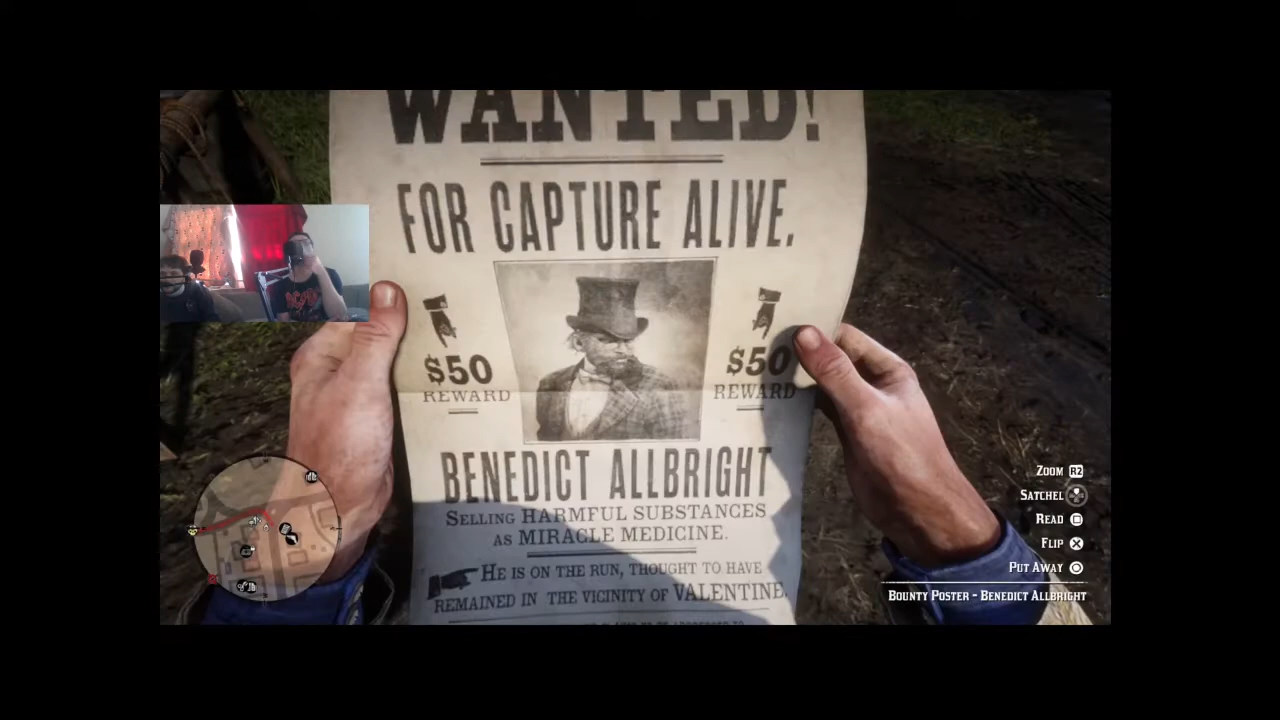 WANTED!
FOR CAPTURE ALIVE.
$50
REWARD
$50
REWARD
BENEDICT ALLBRIGHT
SELLING HARMFUL SUBSTANCES
AS MIRACLE MEDICINE.
HE IS ON THE RUN, THOUGHT TO HAVE
REMAINED IN THE VICINITY OF VALENTINE.
ZOOM R2
SATCHEL
READ
FLIP
PUT AWAY
BOUNTY POSTER - BENEDICT ALLBRIGHT